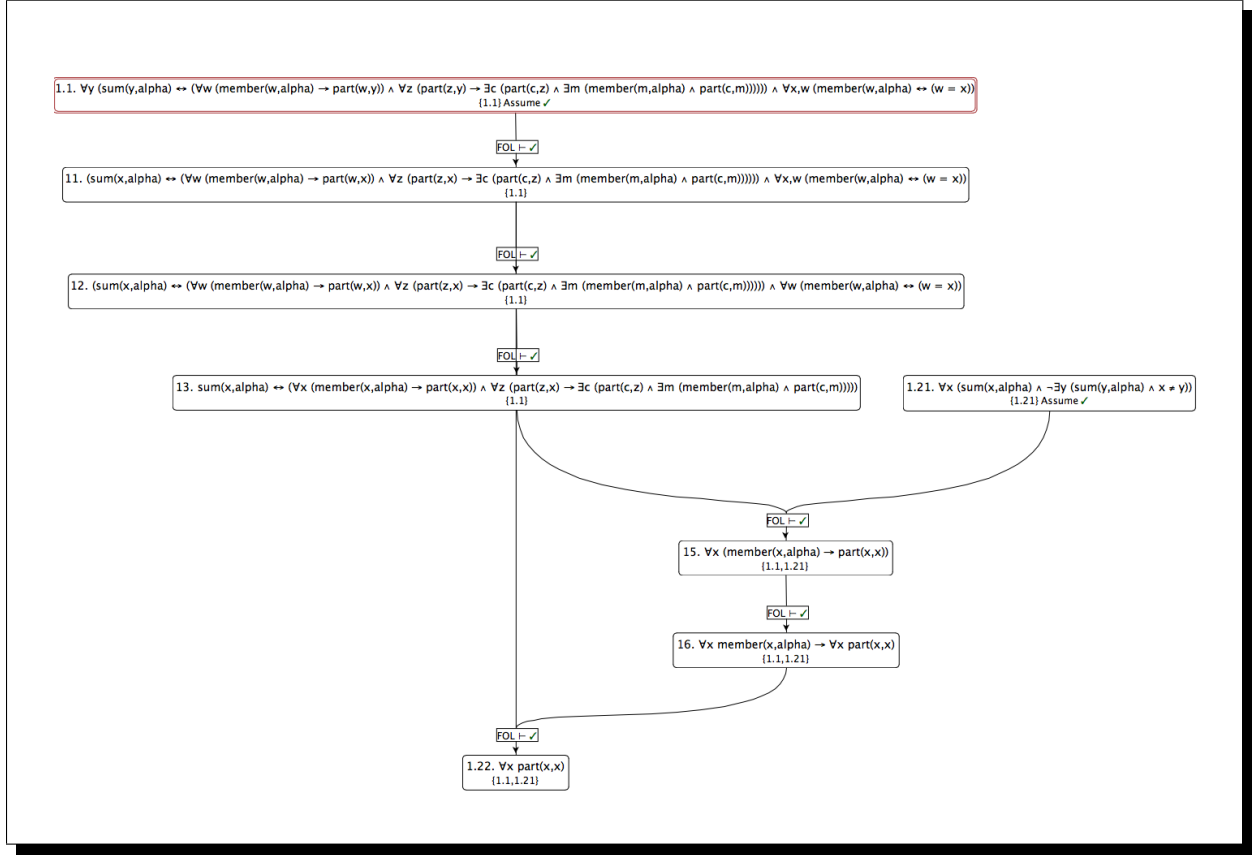 1.1. ∀y (sum(y,alpha) ↔ (∀w (member(w,alpha) → part(w,y)) ∧ ∀z (part(z,y) → ∃c (part(c,z) ∧ ∃m (member(m,alpha) ∧ part(c,m)))))) ∧ ∀x,w (member(w,alpha) ↔ (w = x))
{1.1} Assume ✓
FOL ⊢ ✓
11. (sum(x,alpha) ↔ (∀w (member(w,alpha) → part(w,x)) ∧ ∀z (part(z,x) → ∃c (part(c,z) ∧ ∃m (member(m,alpha) ∧ part(c,m)))))) ∧ ∀x,w (member(w,alpha) ↔ (w = x))
{1.1}
FOL ⊢ ✓
12. (sum(x,alpha) ↔ (∀w (member(w,alpha) → part(w,x)) ∧ ∀z (part(z,x) → ∃c (part(c,z) ∧ ∃m (member(m,alpha) ∧ part(c,m)))))) ∧ ∀w (member(w,alpha) ↔ (w = x))
{1.1}
FOL ⊢ ✓
13. sum(x,alpha) ↔ (∀x (member(x,alpha) → part(x,x)) ∧ ∀z (part(z,x) → ∃c (part(c,z) ∧ ∃m (member(m,alpha) ∧ part(c,m)))))
{1.1}
1.21. ∀x (sum(x,alpha) ∧ ¬∃y (sum(y,alpha) ∧ x ≠ y))
{1.21} Assume ✓
FOL ⊢ ✓
15. ∀x (member(x,alpha) → part(x,x))
{1.1,1.21}
FOL ⊢ ✓
16. ∀x member(x,alpha) → ∀x part(x,x)
{1.1,1.21}
FOL ⊢ ✓
1.22. ∀x part(x,x)
{1.1,1.21}